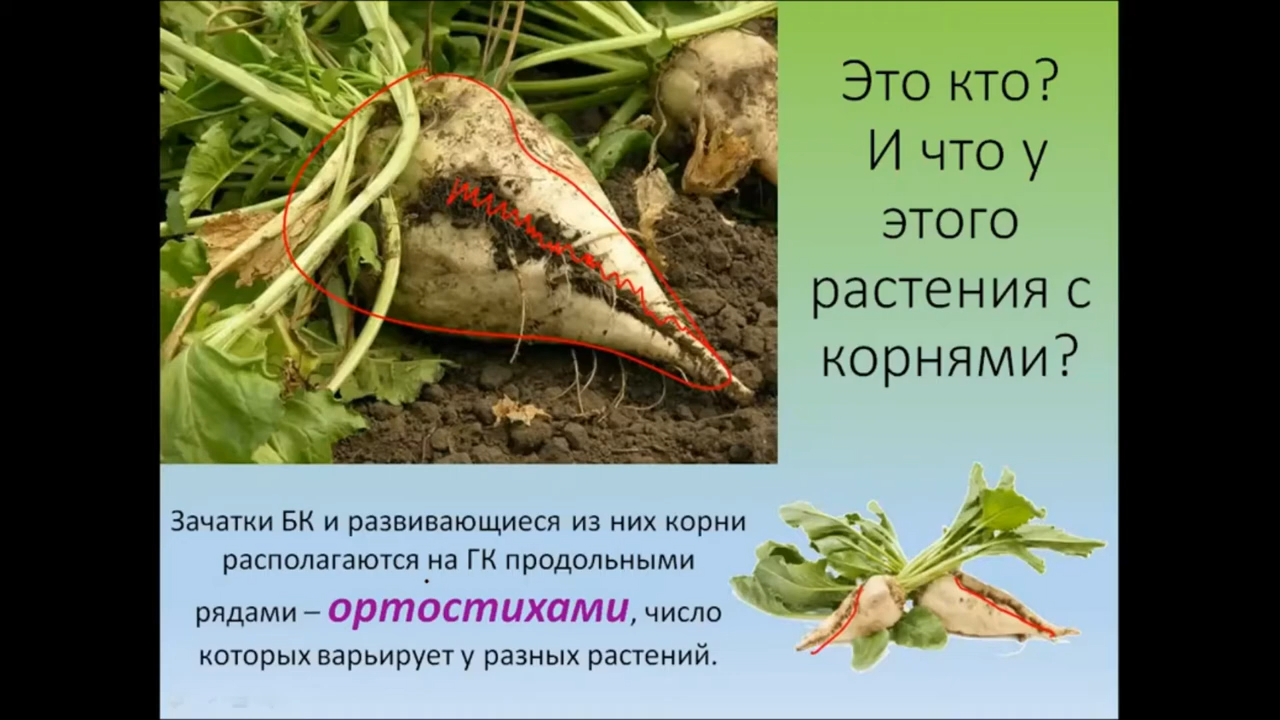 Это кто?
И что у
этого
растения с
корнями?
Зачатки БК и развивающиеся из них корни
располагаются на ГК продольными
рядами – ортостихами, число
которых варьирует у разных растений.